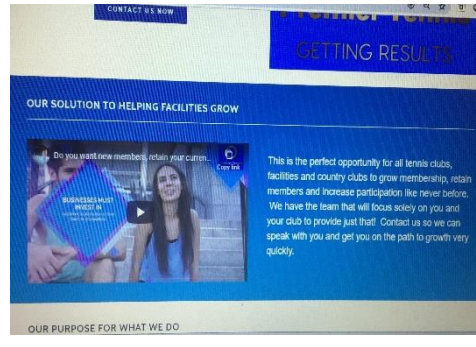 CONTACT US NOW
Premier Tennis
GETTING RESULTS
OUR SOLUTION TO HELPING FACILITIES GROW
Do you want new members, retain your curren...
Copy link
BUSINESSES MUST
INVEST IN
This is the perfect opportunity for all tennis clubs,
facilities and country clubs to grow membership, retain
members and increase participation like never before.
We have the team that will focus solely on you and
your club to provide just that! Contact us so we can
speak with you and get you on the path to growth very
quickly.
OUR PURPOSE FOR WHAT WE DO